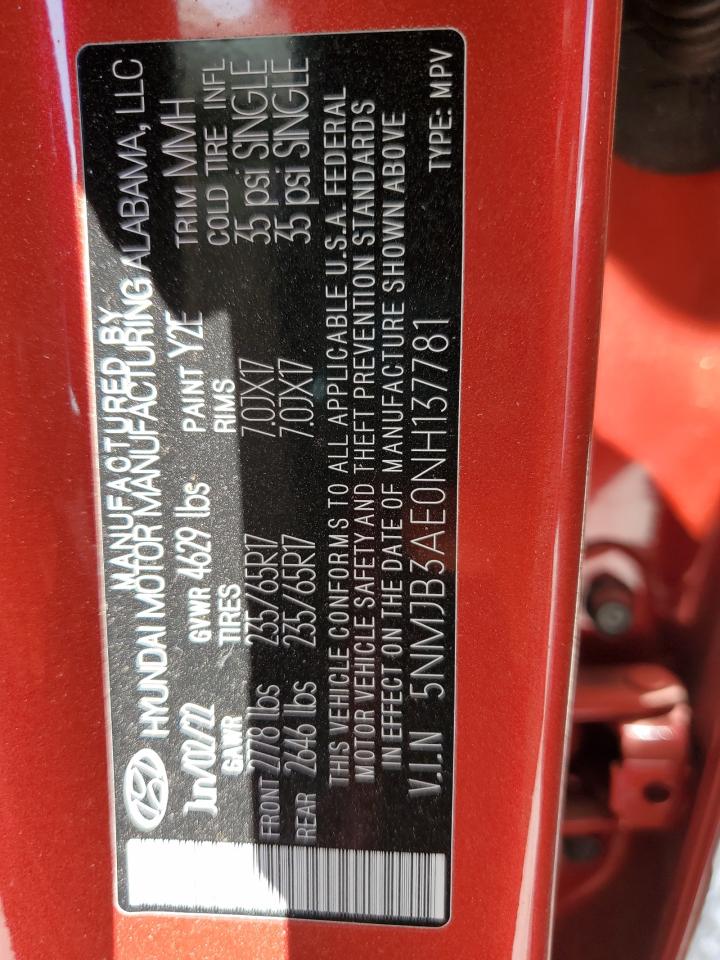 MANUFACTURED BY
HYUNDAI MOTOR MANUFACTURING ALABAMA, LLC
Jun/02/22 GVWR 4629 lbs PAINT Y2E TRIM MMH
GAWR TIRES RIMS COLD TIRE INFL
FRONT 2778 lbs 235/65R17 7.0JX17 35 psi SINGLE
REAR 2646 lbs 235/65R17 7.0JX17 35 psi SINGLE
THIS VEHICLE CONFORMS TO ALL APPLICABLE U.S.A. FEDERAL
MOTOR VEHICLE SAFETY AND THEFT PREVENTION STANDARDS
IN EFFECT ON THE DATE OF MANUFACTURE SHOWN ABOVE
V.I.N 5NMJB3AE0NH137781 TYPE: MPV